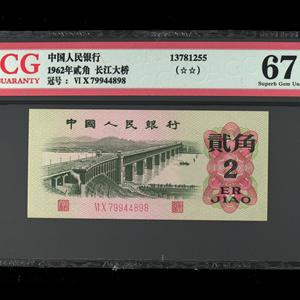 CG
GUARANTY
中国人民银行
1962年贰角 长江大桥
冠号： VI X 79944898
13781255
(☆☆)
67
Superb Gem Un
中國人民銀行
貳角
2
ER
JIAO
VI X 79944898